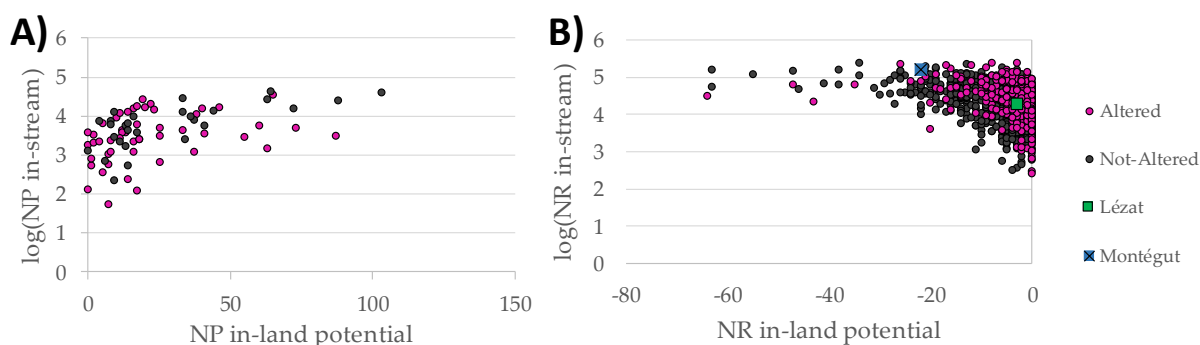 A)
log(NP in-stream)
6
5
4
3
2
1
0
0 50 100 150
NP in-land potential
B)
log(NR in-stream)
6
5
4
3
2
1
0
-80 -60 -40 -20 0
NR in-land potential
Altered
Not-Altered
Lézat
Montégut